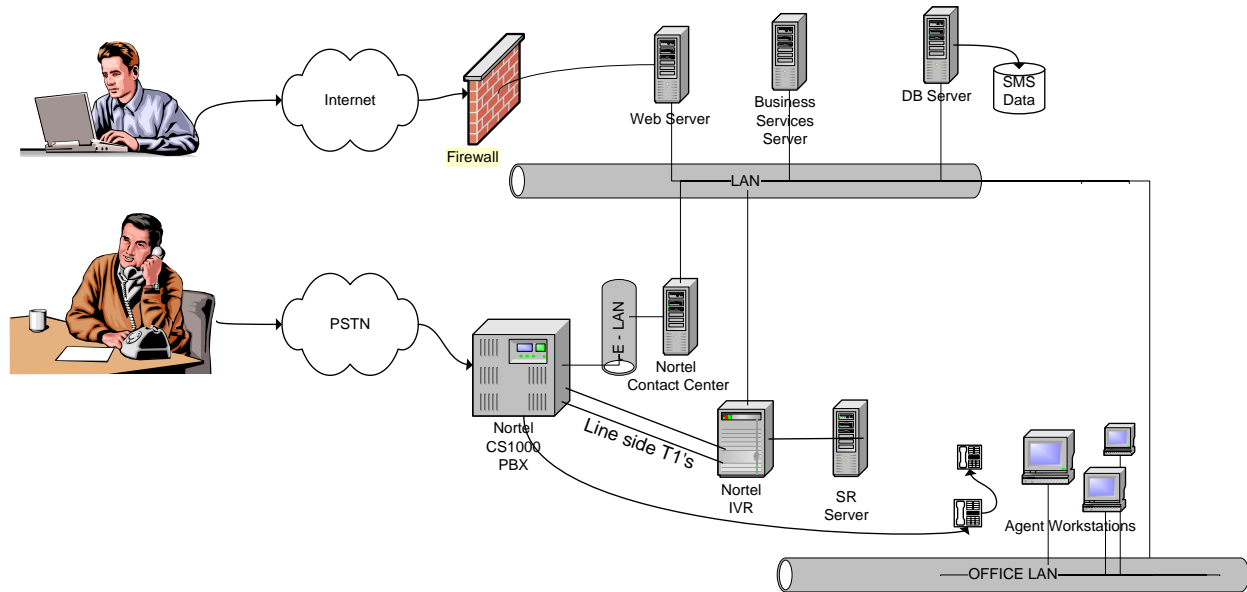 Internet
Firewall
Web Server
Business
Services
Server
DB Server
SMS
Data
LAN
PSTN
E - LAN
Nortel
Contact Center
Nortel
CS1000
PBX
Line side T1's
Nortel
IVR
SR
Server
Agent Workstations
OFFICE LAN